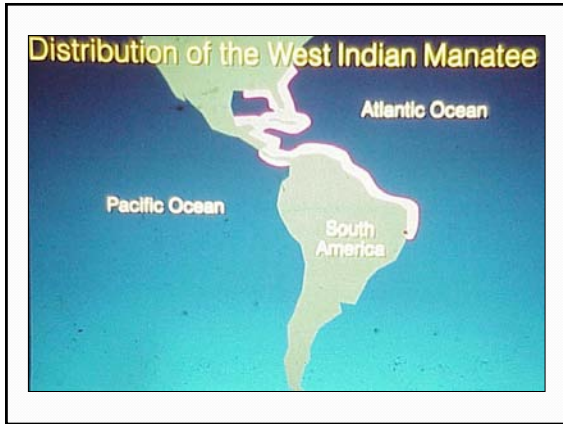 Distribution of the West Indian Manatee
Atlantic Ocean
Pacific Ocean
South
America